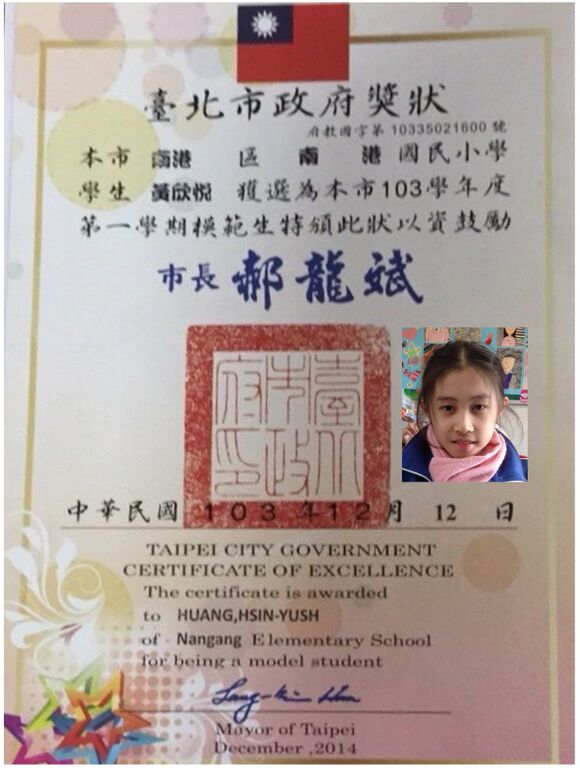 臺北市政府獎狀
府教國字第 10335021600 號
本市 南港 區 南 港 國民小學
學生 黃欣悅 獲選為本市103學年度
第一學期模範生特頒此狀以資鼓勵
市長 郝龍斌
臺北市政府印
中華民國 103 年12月 12 日
TAIPEI CITY GOVERNMENT
CERTIFICATE OF EXCELLENCE
The certificate is awarded
to HUANG,HSIN-YUSH
of Nangang Elementary School
for being a model student
Mayor of Taipei
December ,2014